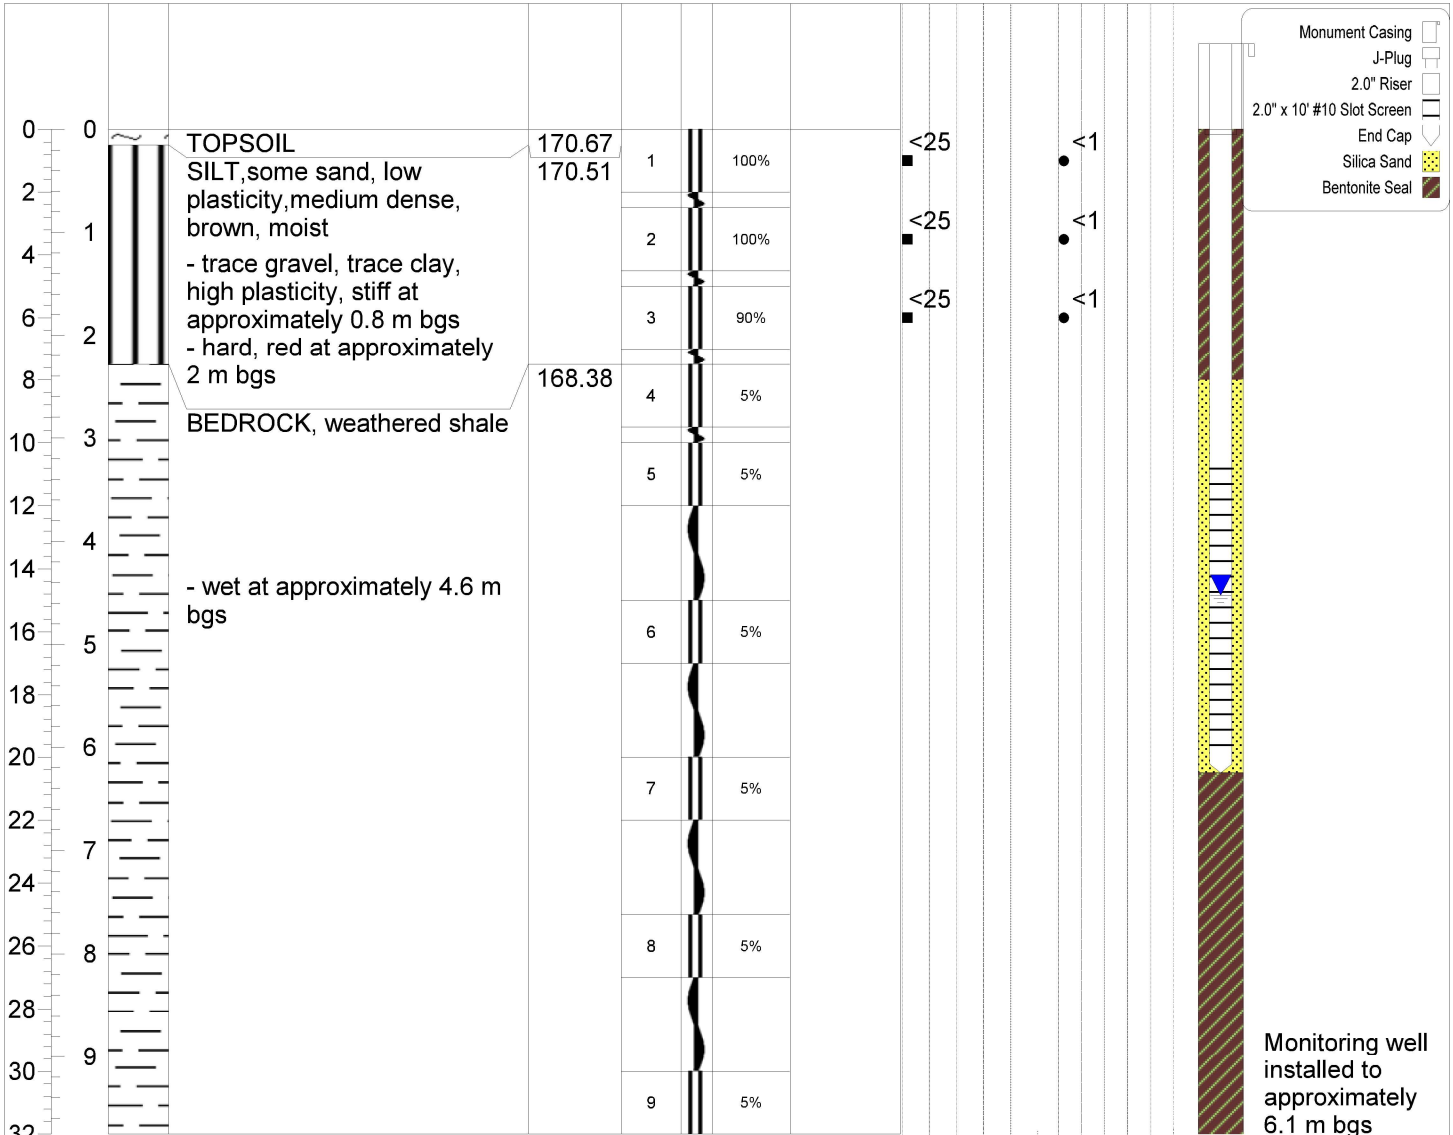 Monument Casing
J-Plug
2.0" Riser
2.0" x 10' #10 Slot Screen
End Cap
Silica Sand
Bentonite Seal
0 0 TOPSOIL 170.67 <25 <1
1 100%
SILT,some sand, low 170.51
2 plasticity,medium dense,
brown, moist
1 2 100% <25 <1
4 - trace gravel, trace clay,
high plasticity, stiff at <25 <1
6 approximately 0.8 m bgs 3 90%
2 - hard, red at approximately
8 2 m bgs 168.38
4 5%
BEDROCK, weathered shale
10 3
5 5%
12
4
14
- wet at approximately 4.6 m
bgs
16 6 5%
5
18
6
20
7 5%
22
7
24
26 8 5%
8
28
9 Monitoring well
30 installed to
9 5% approximately
32 6.1 m bgs